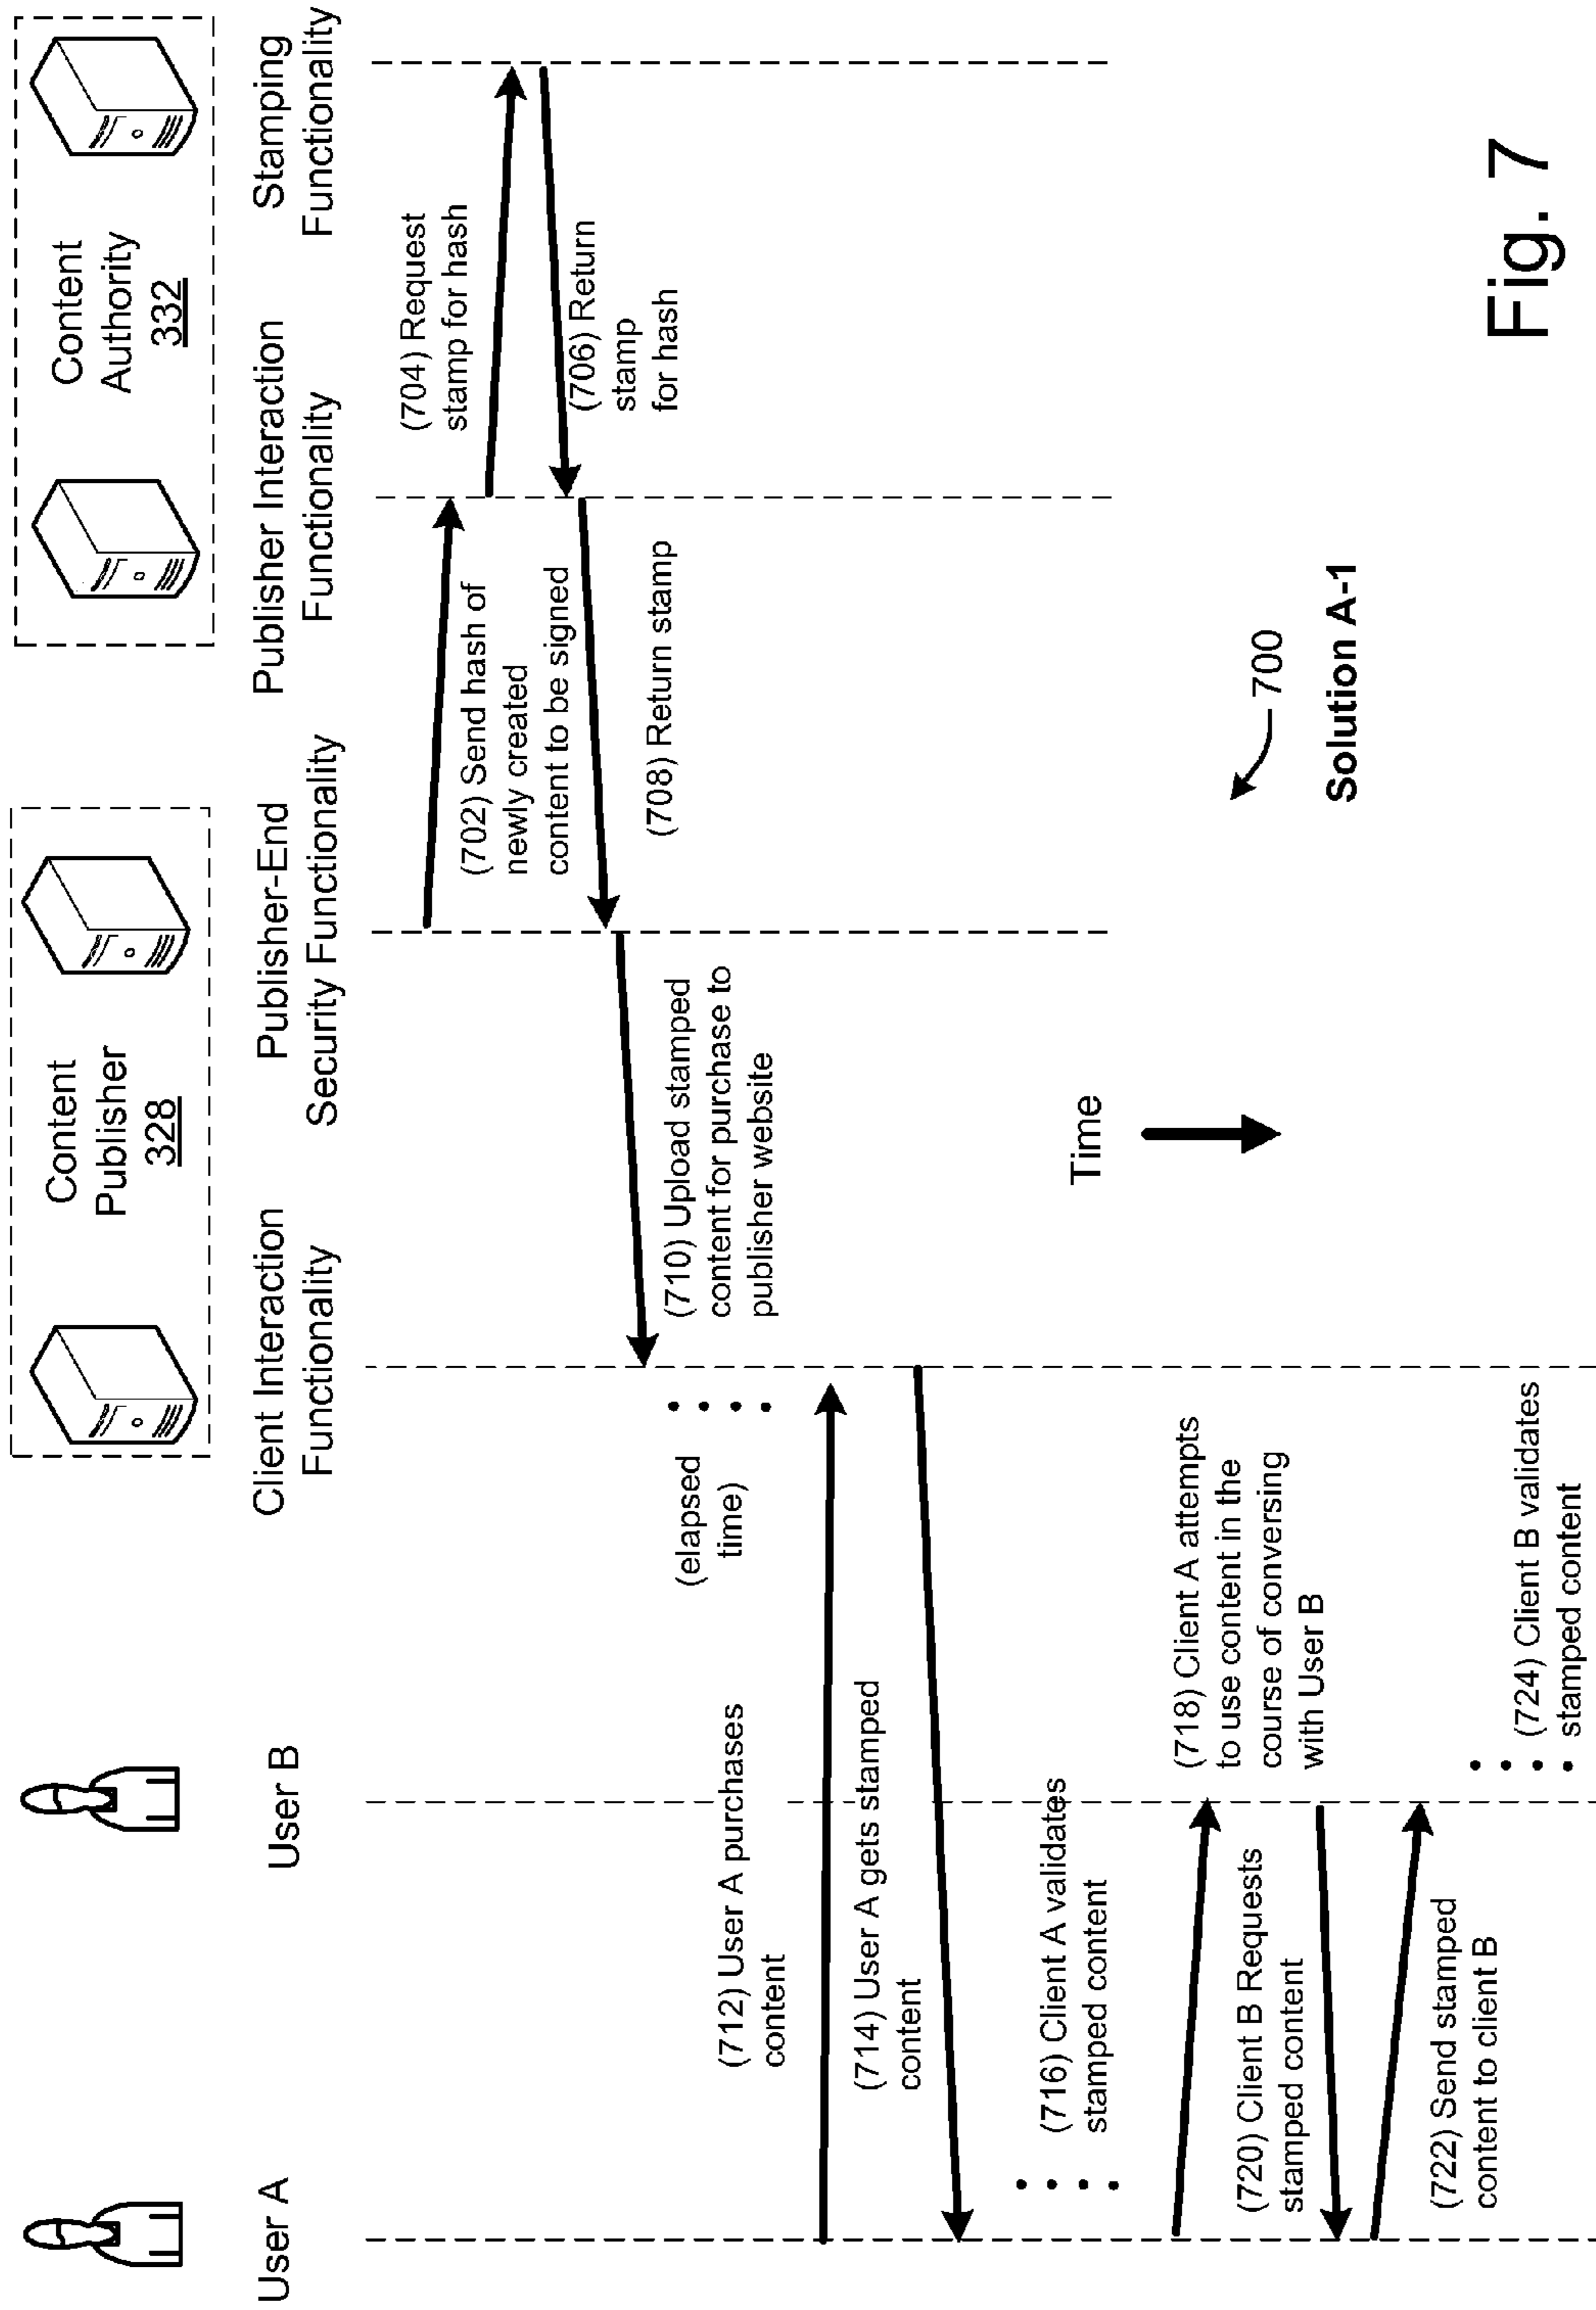 User A
User B
Content
Publisher
328
Content
Authority
332
Client Interaction
Functionality
Publisher-End
Security Functionality
Publisher Interaction
Functionality
Stamping
Functionality
(702) Send hash of
newly created
content to be signed
(704) Request
stamp for hash
(706) Return
stamp
for hash
(708) Return stamp
(710) Upload stamped
content for purchase to
publisher website
(elapsed
time)
(712) User A purchases
content
(714) User A gets stamped
content
(716) Client A validates
stamped content
(718) Client A attempts
to use content in the
course of conversing
with User B
(720) Client B Requests
stamped content
(722) Send stamped
content to client B
(724) Client B validates
stamped content
Time
700
Solution A-1
Fig. 7